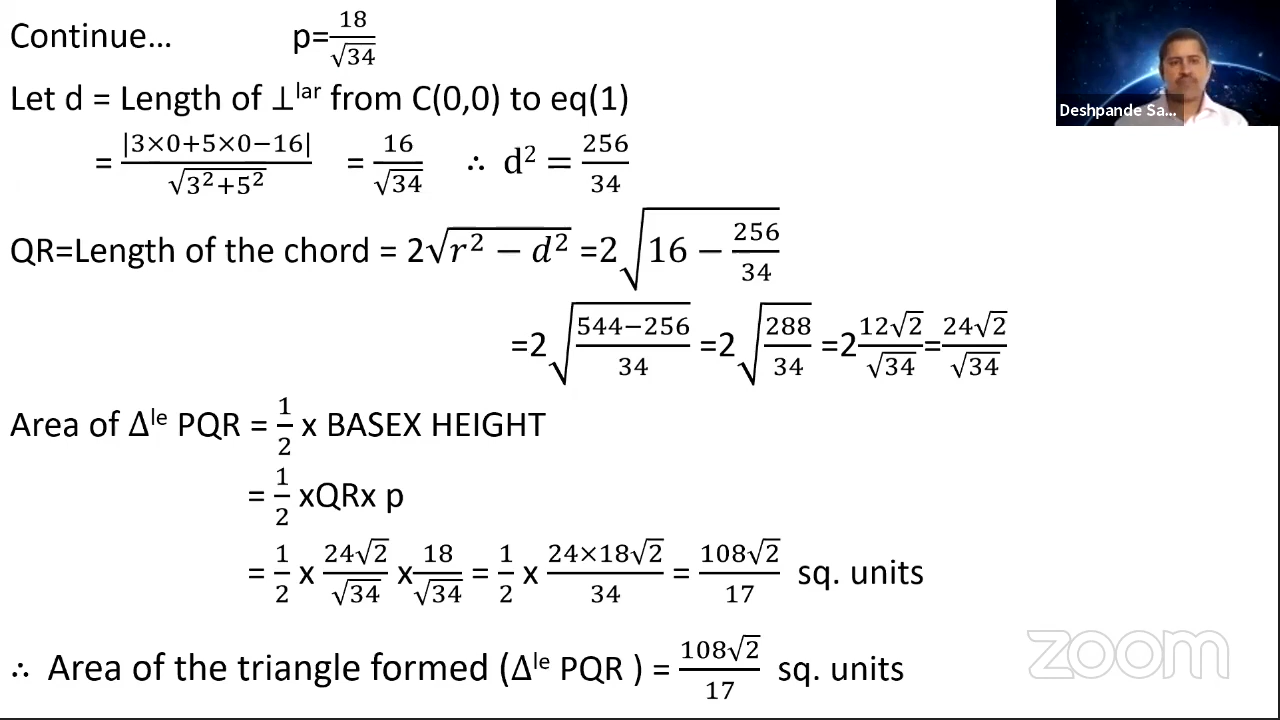 Continue... p=18/√34
Let d = Length of ⊥lar from C(0,0) to eq(1)
= |3×0+5×0−16|/√(3²+5²) = 16/√34 ∴ d² = 256/34
QR=Length of the chord = 2√(r² − d²) =2√(16 − 256/34)
=2√((544−256)/34) =2√(288/34) =2 12√2/√34=24√2/√34
Area of Δle PQR = 1/2 x BASEX HEIGHT
= 1/2 xQRx p
= 1/2 x 24√2/√34 x18/√34 = 1/2 x 24×18√2/34 = 108√2/17 sq. units
∴ Area of the triangle formed (Δle PQR ) = 108√2/17 sq. units
Deshpande Sa...
zoom